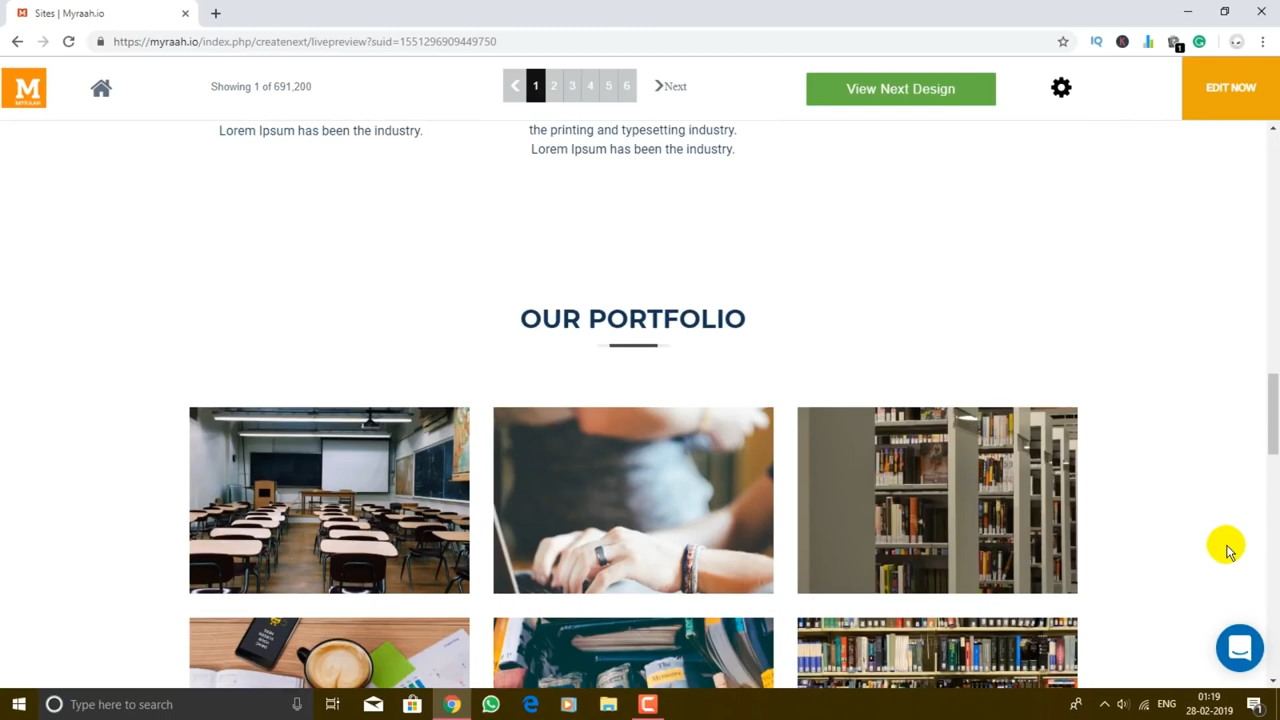 Sites | Myraah.io
https://myraah.io/index.php/createnext/livepreview?suid=1551296909449750
M
MYRAAH
Showing 1 of 691,200
1 2 3 4 5 6
Next
View Next Design
EDIT NOW
Lorem Ipsum has been the industry.
the printing and typesetting industry.
Lorem Ipsum has been the industry.
OUR PORTFOLIO
Type here to search
ENG
01:19
28-02-2019